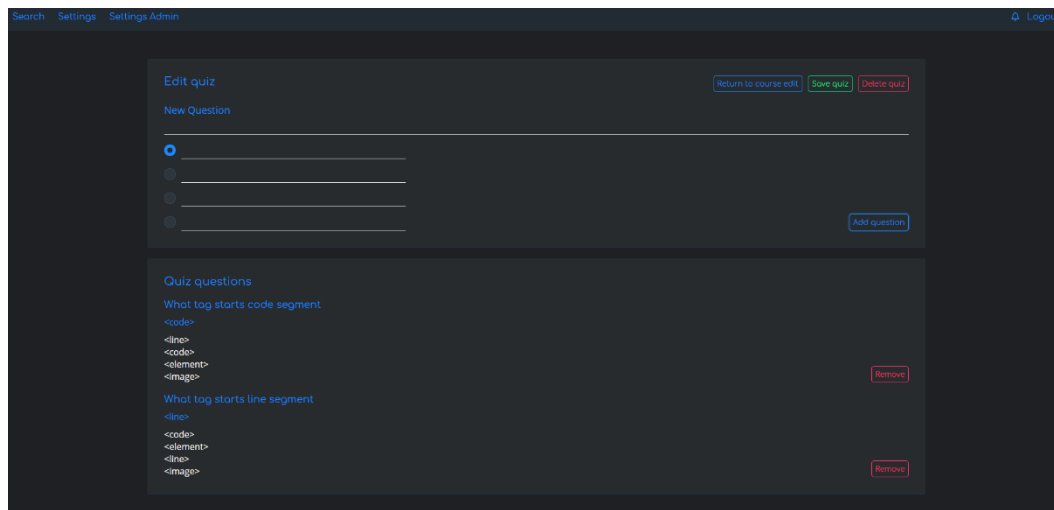 Search Settings Settings Admin Logou
Edit quiz Return to course edit Save quiz Delete quiz
New Question
Add question
Quiz questions
What tag starts code segment
<code>
<line>
<code>
<element>
<image>
Remove
What tag starts line segment
<line>
<code>
<element>
<line>
<image>
Remove